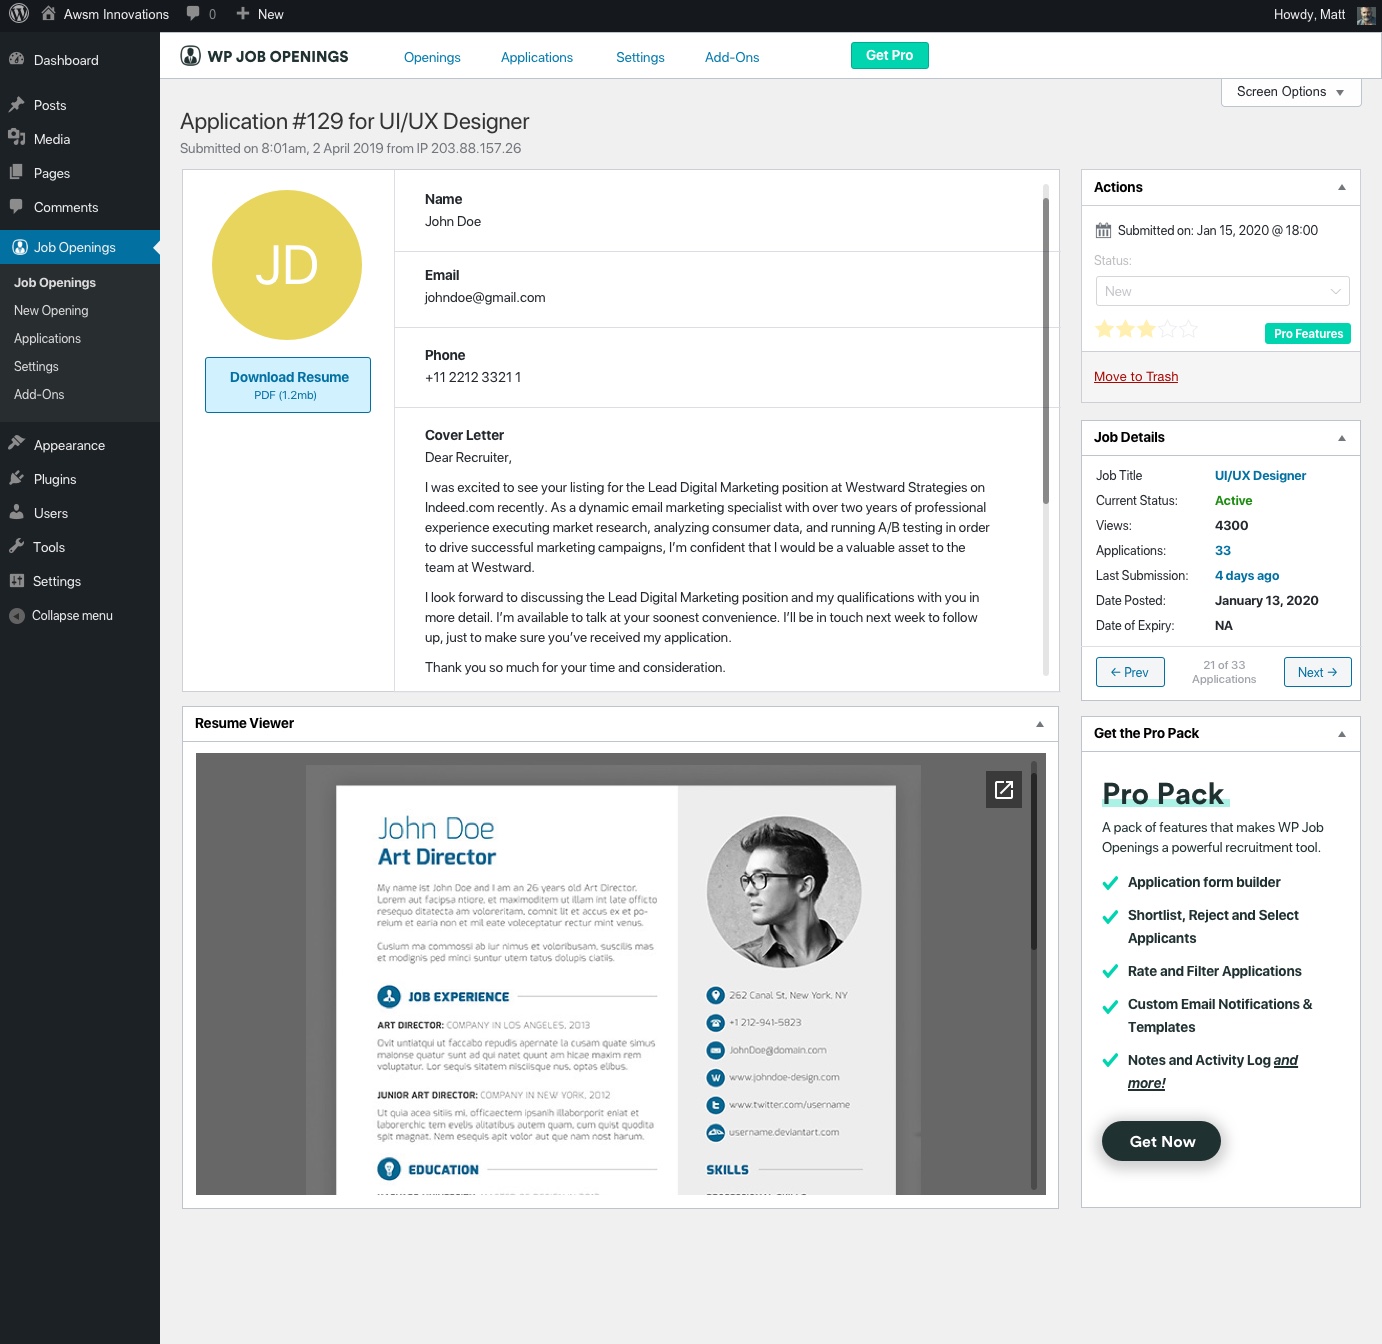 Awsm Innovations
0
New
Howdy, Matt
Dashboard
Posts
Media
Pages
Comments
Job Openings
Job Openings
New Opening
Applications
Settings
Add-Ons
Appearance
Plugins
Users
Tools
Settings
Collapse menu
WP JOB OPENINGS
Openings
Applications
Settings
Add-Ons
Get Pro
Screen Options
Application #129 for UI/UX Designer
Submitted on 8:01am, 2 April 2019 from IP 203.88.157.26
JD
Download Resume
PDF (1.2mb)
Name
John Doe
Email
johndoe@gmail.com
Phone
+11 2212 3321 1
Cover Letter
Dear Recruiter,
I was excited to see your listing for the Lead Digital Marketing position at Westward Strategies on
Indeed.com recently. As a dynamic email marketing specialist with over two years of professional
experience executing market research, analyzing consumer data, and running A/B testing in order
to drive successful marketing campaigns, I'm confident that I would be a valuable asset to the
team at Westward.
I look forward to discussing the Lead Digital Marketing position and my qualifications with you in
more detail. I'm available to talk at your soonest convenience. I'll be in touch next week to follow
up, just to make sure you've received my application.
Thank you so much for your time and consideration.
Resume Viewer
John Doe
Art Director
My name ist John Doe and I am an 26 years old Art Director.
Lorem aut facipsa ntiore, et maximoditem ut illam int late officto
resequo ditatecta am voloreritam, comnit lit et accus ex et po-
reium et earia non et mil eate voleceptatur rectur mint venus.
Cusium ma commossi ab iur nimus et voloribusam, suscilis mas
et modignis ped minci suntur utem tatus dolupis ciatiis.
JOB EXPERIENCE
ART DIRECTOR: COMPANY IN LOS ANGELES, 2013
Ovit untiatqui ut faccabo repudis apernate la cusam quate simus
maionse quatur sunt ad qui natet quunt am hicae maxim rem
voluptatur. Lor sequis sitatem nisciisque nus, optas elibus.
JUNIOR ART DIRECTOR: COMPANY IN NEW YORK, 2012
Ut quia acea sitiis mi, officaectem ipsanih illaborporit eniat et
laborerchic tem evelis alitatibus autem quam, cum quist quodita
spit magnat. Nem esequis apit volor aut que nam nost harum.
EDUCATION
262 Canal St, New York, NY
+1 212-941-5823
JohnDoe@domain.com
www.johndoe-design.com
www.twitter.com/username
username.deviantart.com
SKILLS
Actions
Submitted on: Jan 15, 2020 @ 18:00
Status:
New
Pro Features
Move to Trash
Job Details
Job Title UI/UX Designer
Current Status: Active
Views: 4300
Applications: 33
Last Submission: 4 days ago
Date Posted: January 13, 2020
Date of Expiry: NA
← Prev
21 of 33
Applications
Next →
Get the Pro Pack
Pro Pack
A pack of features that makes WP Job
Openings a powerful recruitment tool.
Application form builder
Shortlist, Reject and Select
Applicants
Rate and Filter Applications
Custom Email Notifications &
Templates
Notes and Activity Log and
more!
Get Now